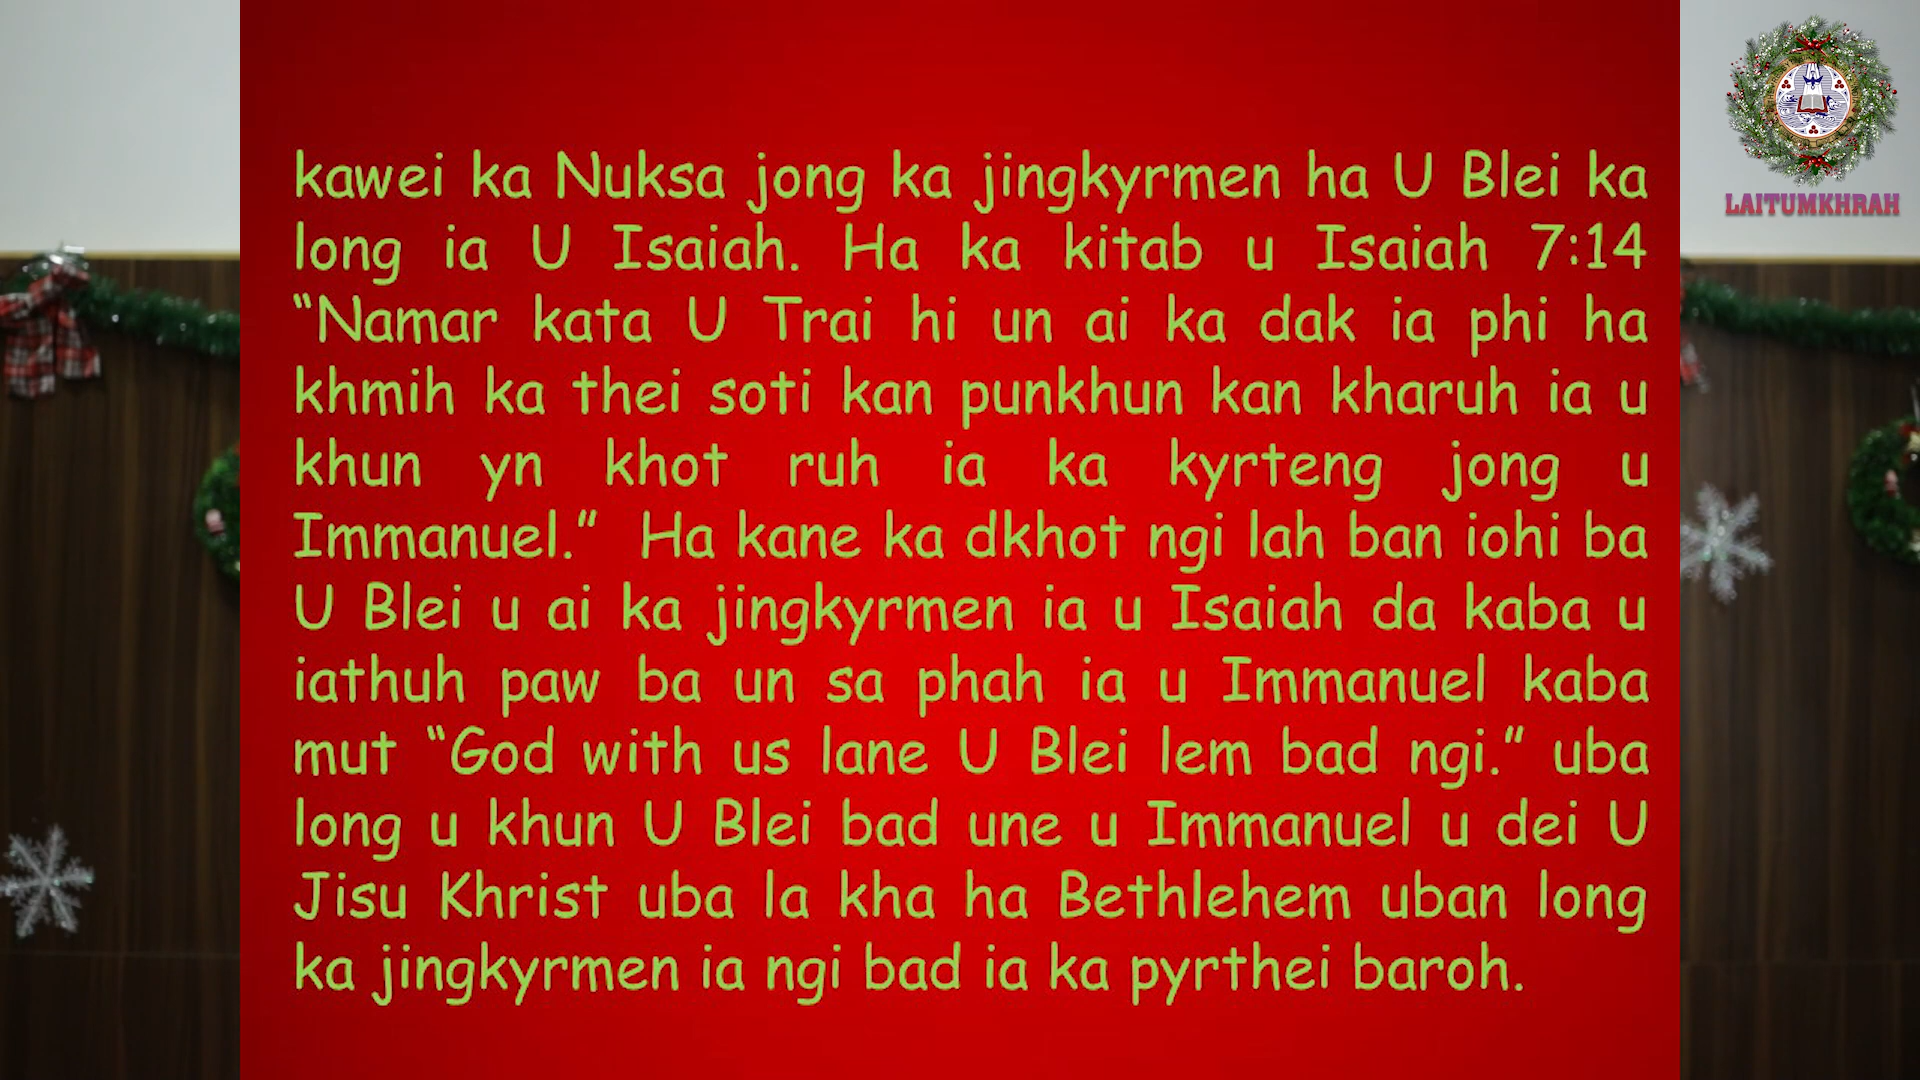 kawei ka Nuksa jong ka jingkyrmen ha U Blei ka
long ia U Isaiah. Ha ka kitab u Isaiah 7:14
“Namar kata U Trai hi un ai ka dak ia phi ha
khmih ka thei soti kan punkhun kan kharuh ia u
khun yn khot ruh ia ka kyrteng jong u
Immanuel.” Ha kane ka dkhot ngi lah ban iohi ba
U Blei u ai ka jingkyrmen ia u Isaiah da kaba u
iathuh paw ba un sa phah ia u Immanuel kaba
mut “God with us lane U Blei lem bad ngi.” uba
long u khun U Blei bad une u Immanuel u dei U
Jisu Khrist uba la kha ha Bethlehem uban long
ka jingkyrmen ia ngi bad ia ka pyrthei baroh.
LAITUMKHRAH